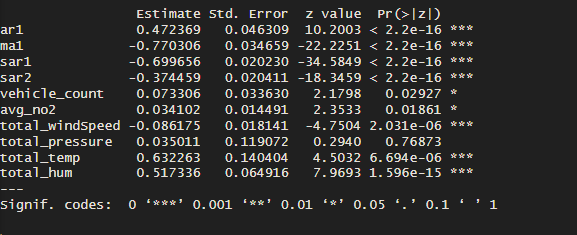 Estimate Std. Error z value Pr(>|z|)
ar1 0.472369 0.046309 10.2003 < 2.2e-16 ***
ma1 -0.770306 0.034659 -22.2251 < 2.2e-16 ***
sar1 -0.699656 0.020230 -34.5849 < 2.2e-16 ***
sar2 -0.374459 0.020411 -18.3459 < 2.2e-16 ***
vehicle_count 0.073306 0.033630 2.1798 0.02927 *
avg_no2 0.034102 0.014491 2.3533 0.01861 *
total_windSpeed -0.086175 0.018141 -4.7504 2.031e-06 ***
total_pressure 0.035011 0.119072 0.2940 0.76873
total_temp 0.632263 0.140404 4.5032 6.694e-06 ***
total_hum 0.517336 0.064916 7.9693 1.596e-15 ***
---
Signif. codes: 0 ‘***’ 0.001 ‘**’ 0.01 ‘*’ 0.05 ‘.’ 0.1 ‘ ’ 1